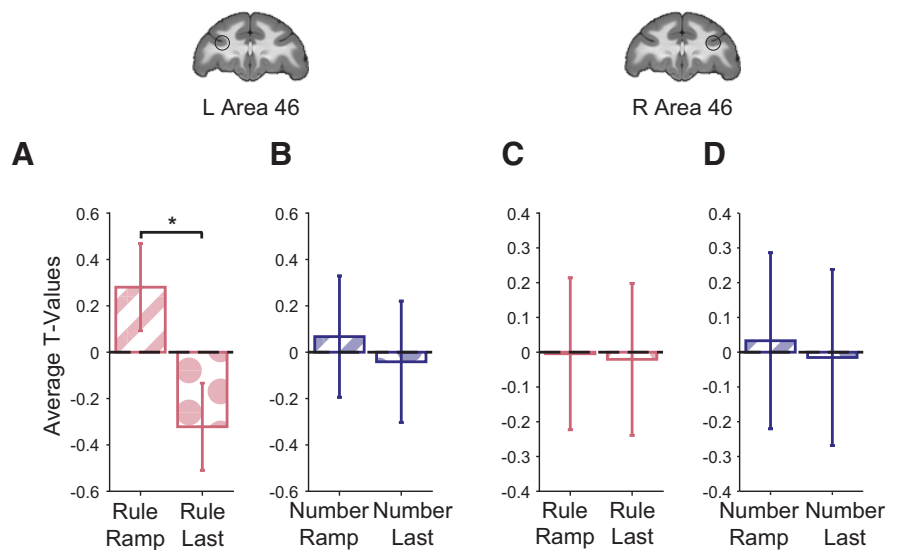 L Area 46
R Area 46
A
B
C
D
Average T-Values
0.6
0.4
0.2
0
-0.2
-0.4
-0.6
*
Rule Ramp
Rule Last
0.6
0.4
0.2
0
-0.2
-0.4
-0.6
Number Ramp
Number Last
0.4
0.3
0.2
0.1
0
-0.1
-0.2
-0.3
-0.4
Rule Ramp
Rule Last
0.4
0.3
0.2
0.1
0
-0.1
-0.2
-0.3
-0.4
Number Ramp
Number Last